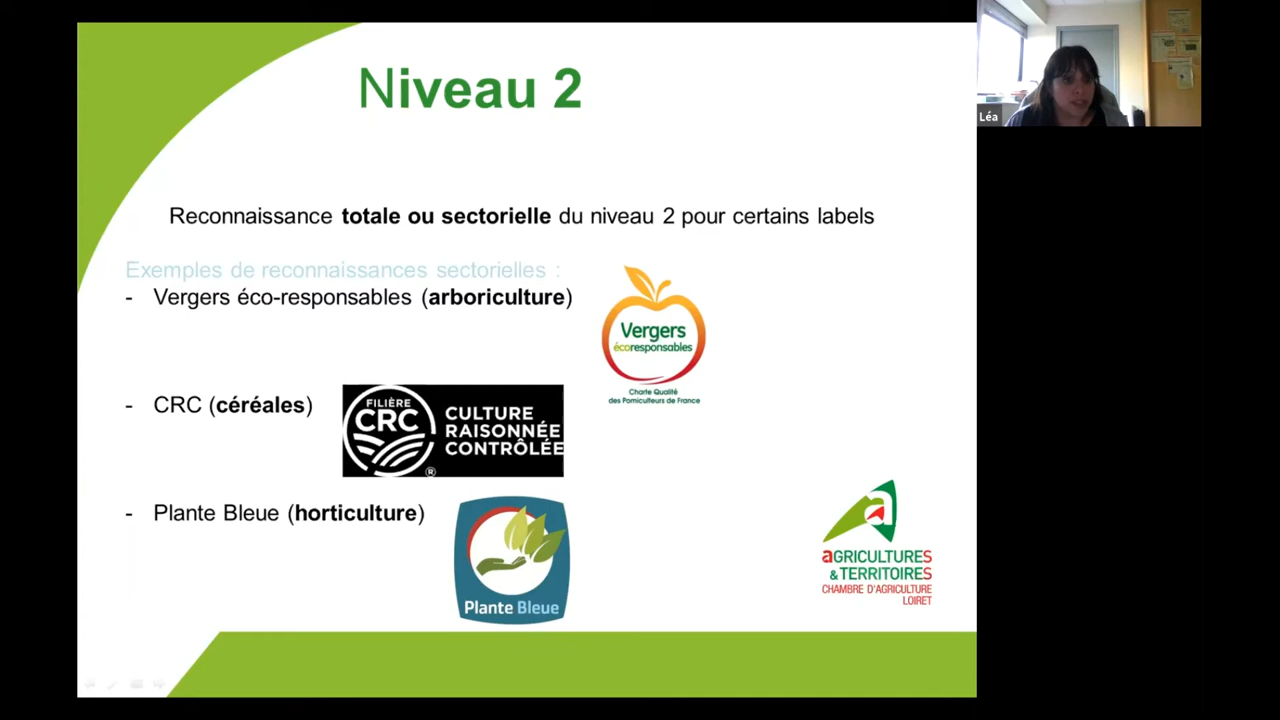 Niveau 2
Léa
Reconnaissance totale ou sectorielle du niveau 2 pour certains labels
Exemples de reconnaissances sectorielles :
- Vergers éco-responsables (arboriculture)
Vergers
écoresponsables
Charte Qualité
des Pomiculteurs de France
- CRC (céréales)
FILIÈRE
CRC
®
CULTURE
RAISONNÉE
CONTRÔLÉE
- Plante Bleue (horticulture)
Plante Bleue
a
aGRICULTURES
& TERRITOIRES
CHAMBRE D'AGRICULTURE
LOIRET